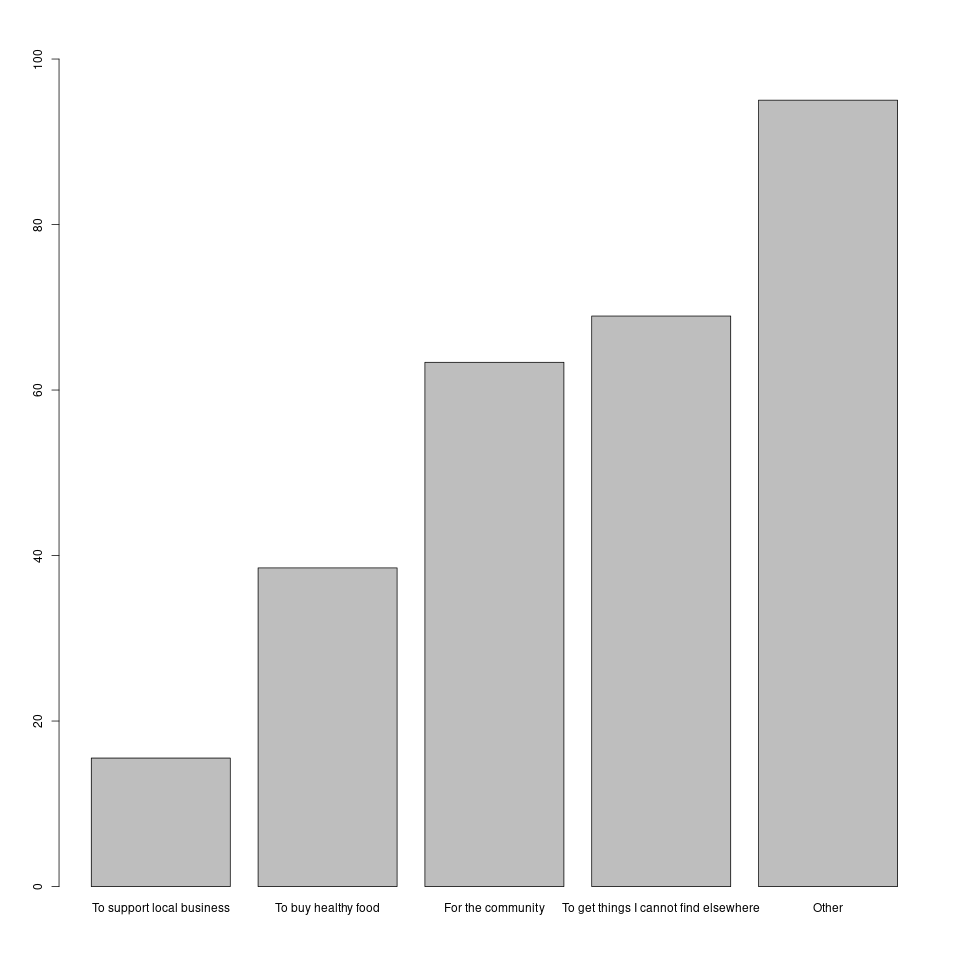 100
80
60
40
20
0
To support local business
To buy healthy food
For the community
To get things I cannot find elsewhere
Other